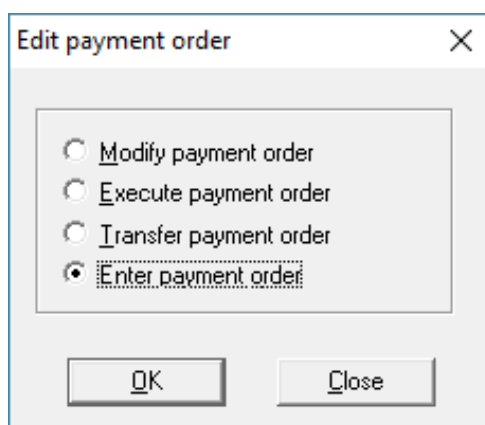 Edit payment order
Modify payment order
Execute payment order
Transfer payment order
Enter payment order
OK
Close